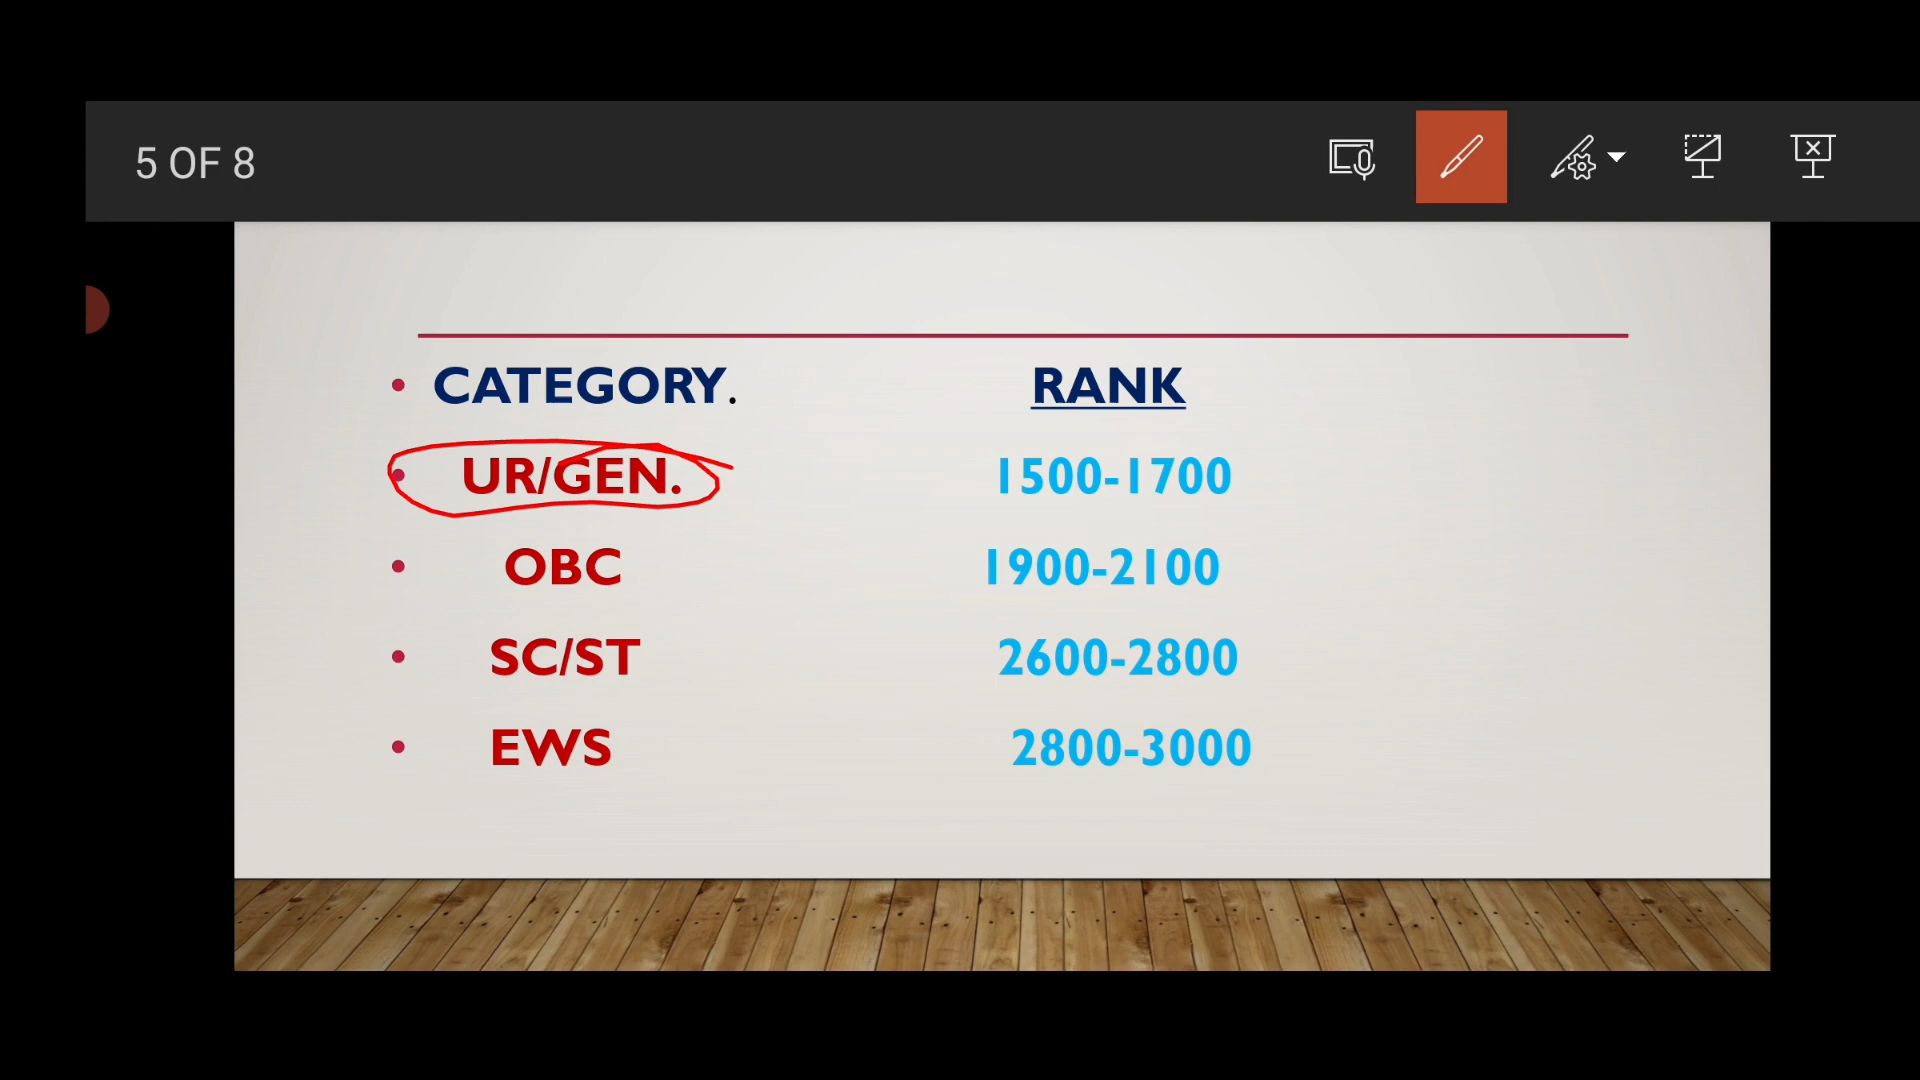 5 OF 8
CATEGORY. RANK
UR/GEN. 1500-1700
OBC 1900-2100
SC/ST 2600-2800
EWS 2800-3000